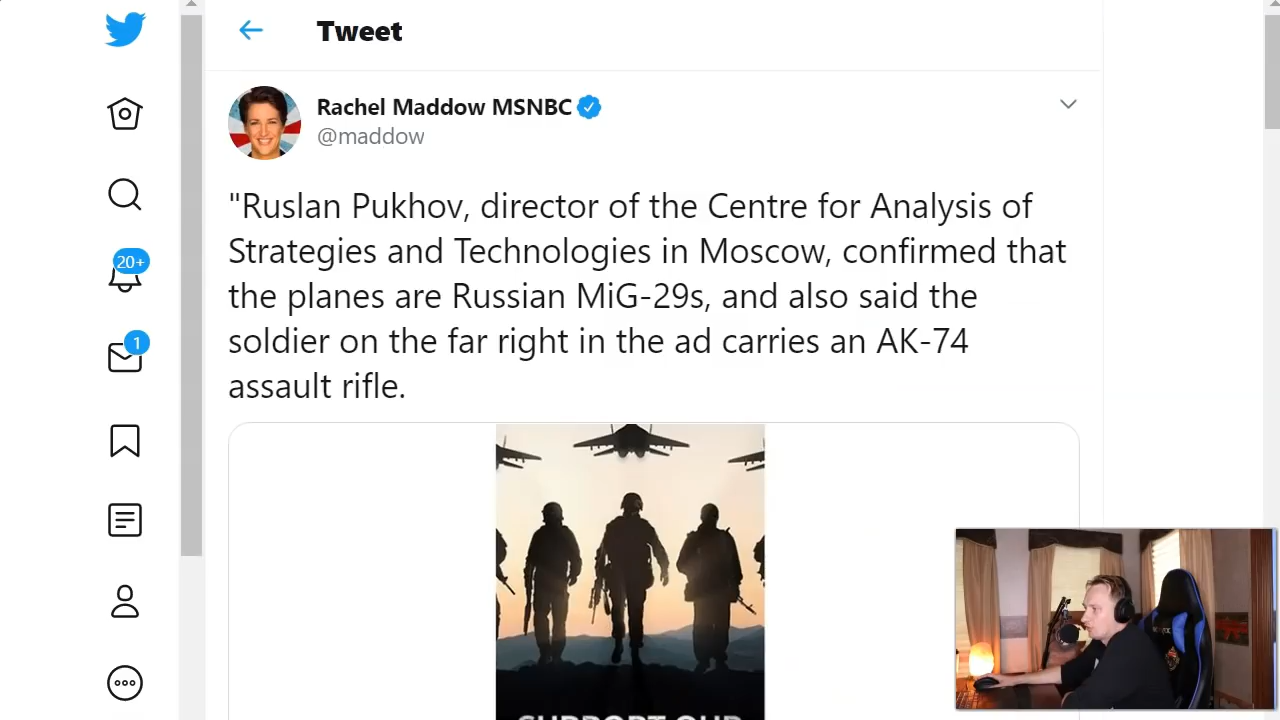 Tweet
Rachel Maddow MSNBC
@maddow
"Ruslan Pukhov, director of the Centre for Analysis of
Strategies and Technologies in Moscow, confirmed that
the planes are Russian MiG-29s, and also said the
soldier on the far right in the ad carries an AK-74
assault rifle.
20+
1
SUPPORT OUR